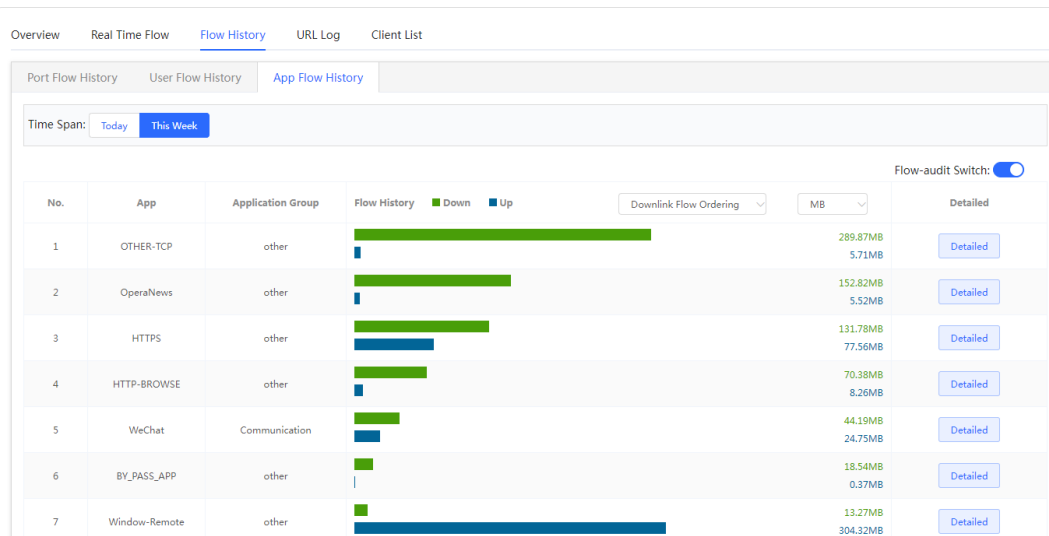 Overview Real Time Flow Flow History URL Log Client List
Port Flow History User Flow History App Flow History
Time Span: Today This Week
Flow-audit Switch:
No. App Application Group Flow History Down Up Downlink Flow Ordering MB Detailed
1 OTHER-TCP other 289.87MB 5.71MB Detailed
2 OperaNews other 152.82MB 5.52MB Detailed
3 HTTPS other 131.78MB 77.56MB Detailed
4 HTTP-BROWSE other 70.38MB 8.26MB Detailed
5 WeChat Communication 44.19MB 24.75MB Detailed
6 BY_PASS_APP other 18.54MB 0.37MB Detailed
7 Window-Remote other 13.27MB 304.32MB Detailed